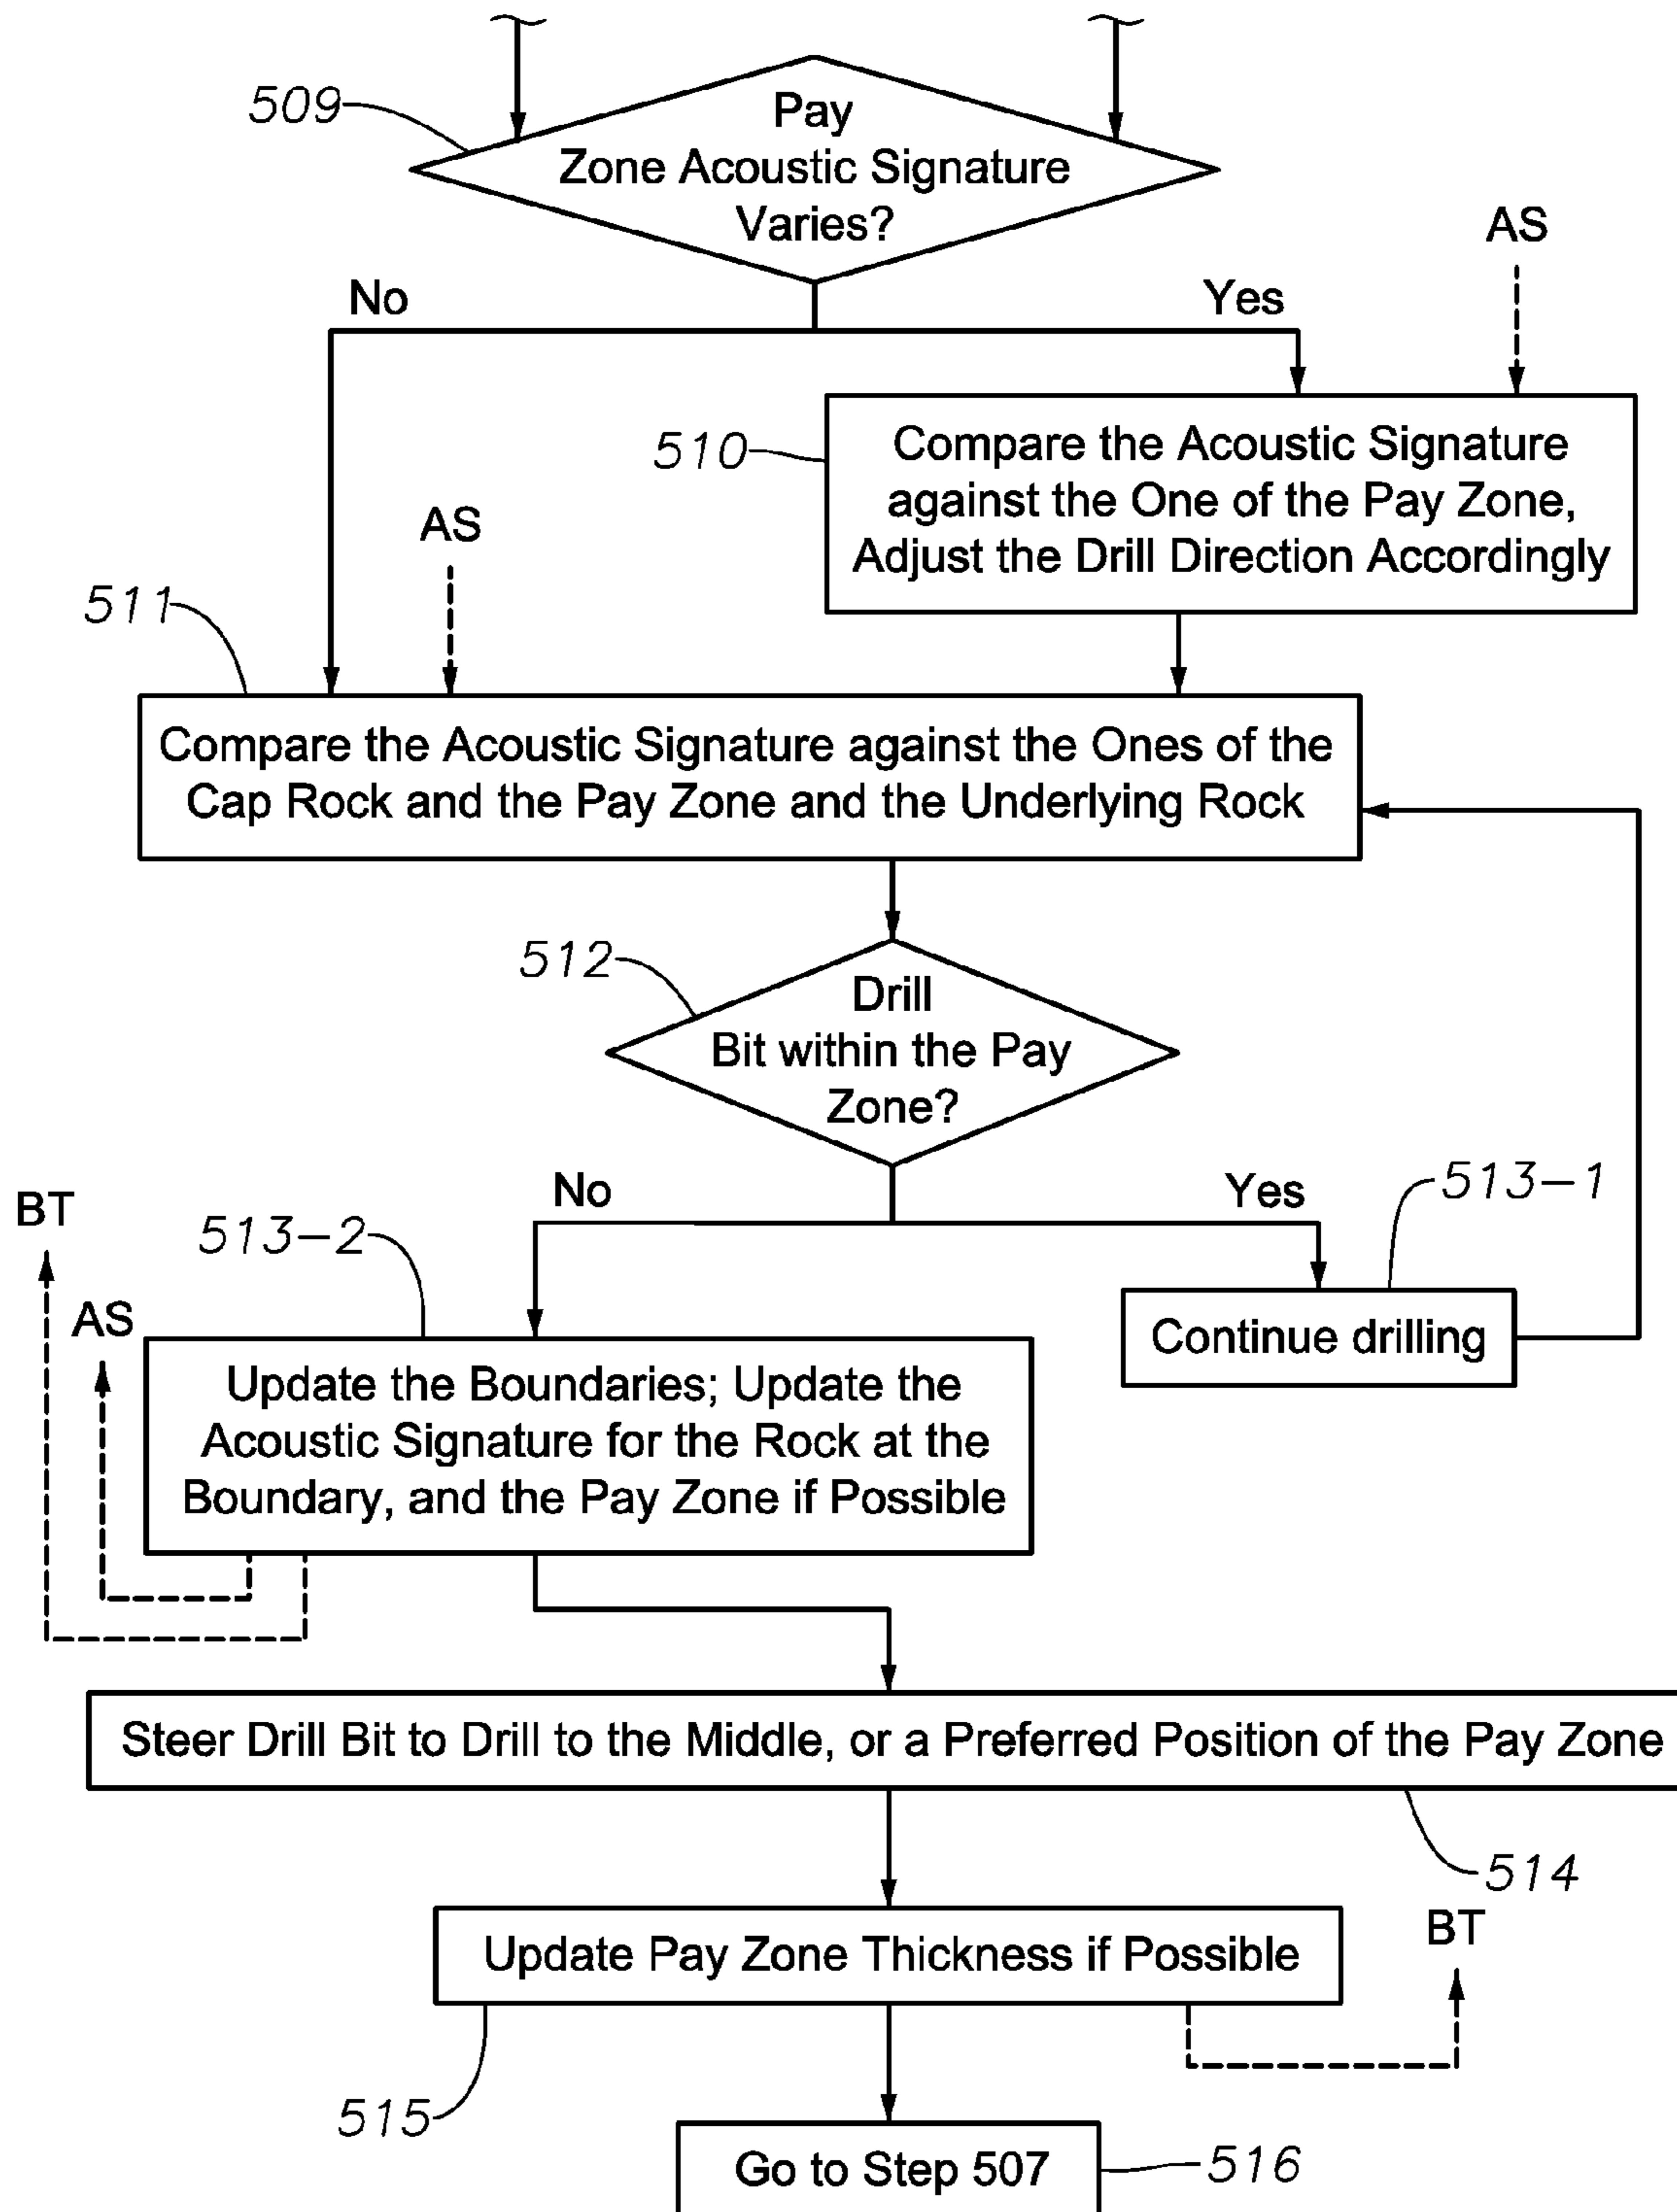 509
Pay
Zone Acoustic Signature
Varies?
AS
No
Yes
510
Compare the Acoustic Signature
against the One of the Pay Zone,
Adjust the Drill Direction Accordingly
AS
511
Compare the Acoustic Signature against the Ones of the
Cap Rock and the Pay Zone and the Underlying Rock
512
Drill
Bit within the Pay
Zone?
No
Yes
513-1
BT
513-2
AS
Continue drilling
Update the Boundaries; Update the
Acoustic Signature for the Rock at the
Boundary, and the Pay Zone if Possible
Steer Drill Bit to Drill to the Middle, or a Preferred Position of the Pay Zone
514
BT
Update Pay Zone Thickness if Possible
515
Go to Step 507
516